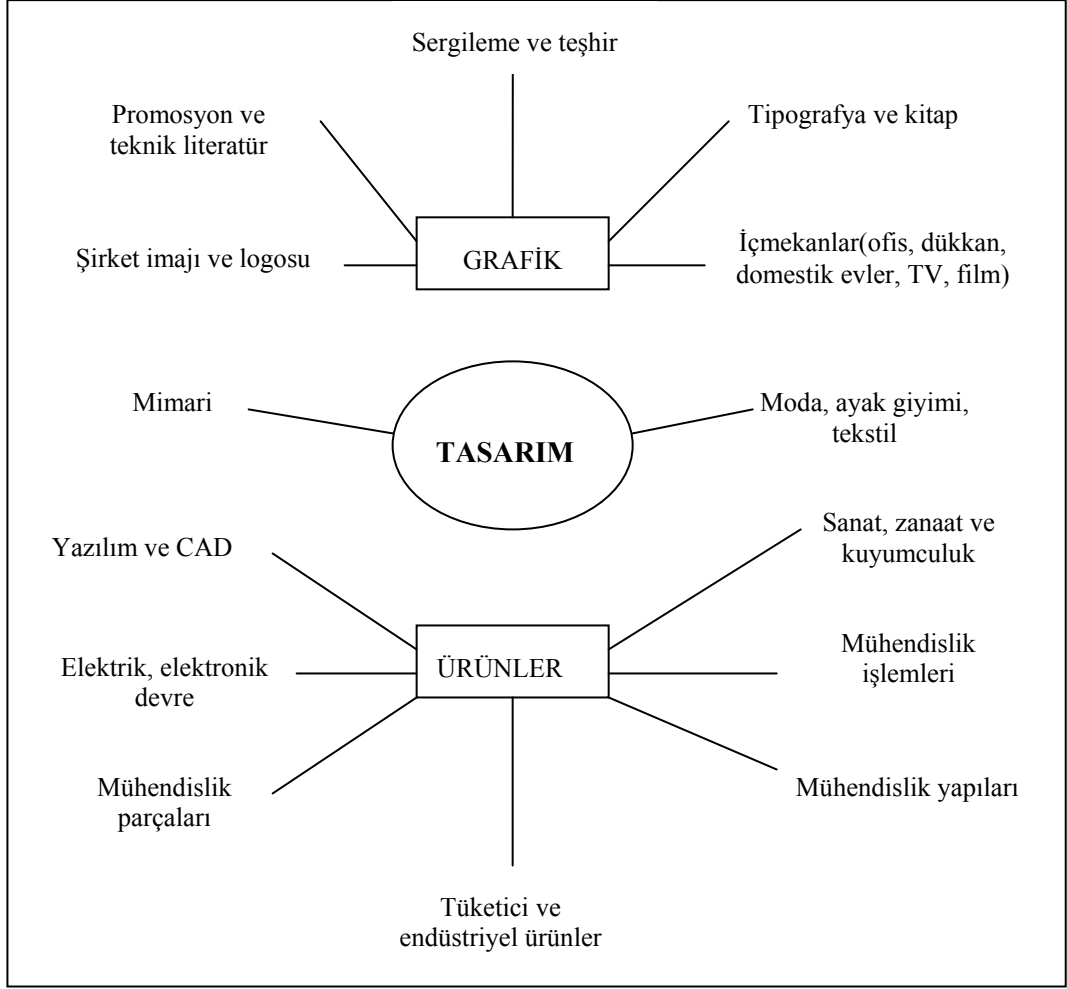 Sergileme ve teşhir
Promosyon ve
teknik literatür
Tipografya ve kitap
Şirket imajı ve logosu
GRAFİK
İçmekanlar(ofis, dükkan,
domestik evler, TV, film)
Mimari
TASARIM
Moda, ayak giyimi,
tekstil
Yazılım ve CAD
Sanat, zanaat ve
kuyumculuk
Elektrik, elektronik
devre
ÜRÜNLER
Mühendislik
işlemleri
Mühendislik
parçaları
Mühendislik yapıları
Tüketici ve
endüstriyel ürünler